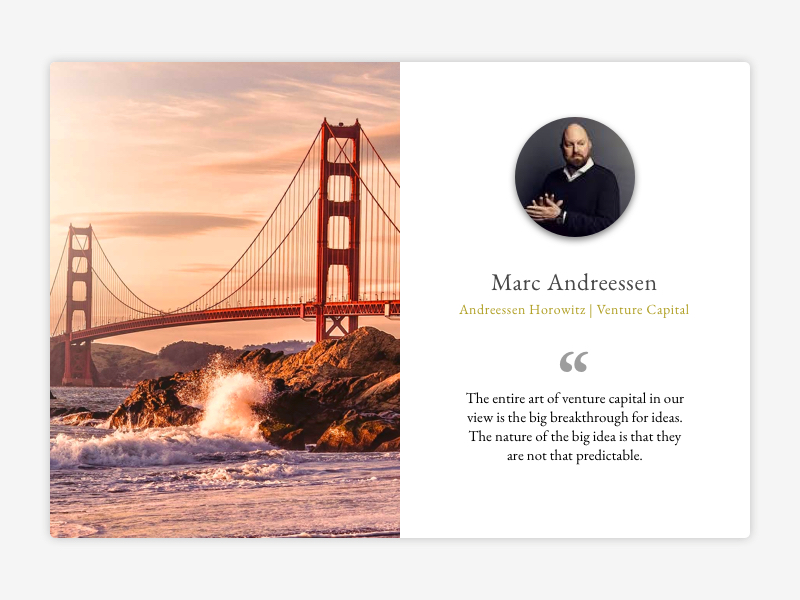 Marc Andreessen
Andreessen Horowitz | Venture Capital
“
The entire art of venture capital in our
view is the big breakthrough for ideas.
The nature of the big idea is that they
are not that predictable.